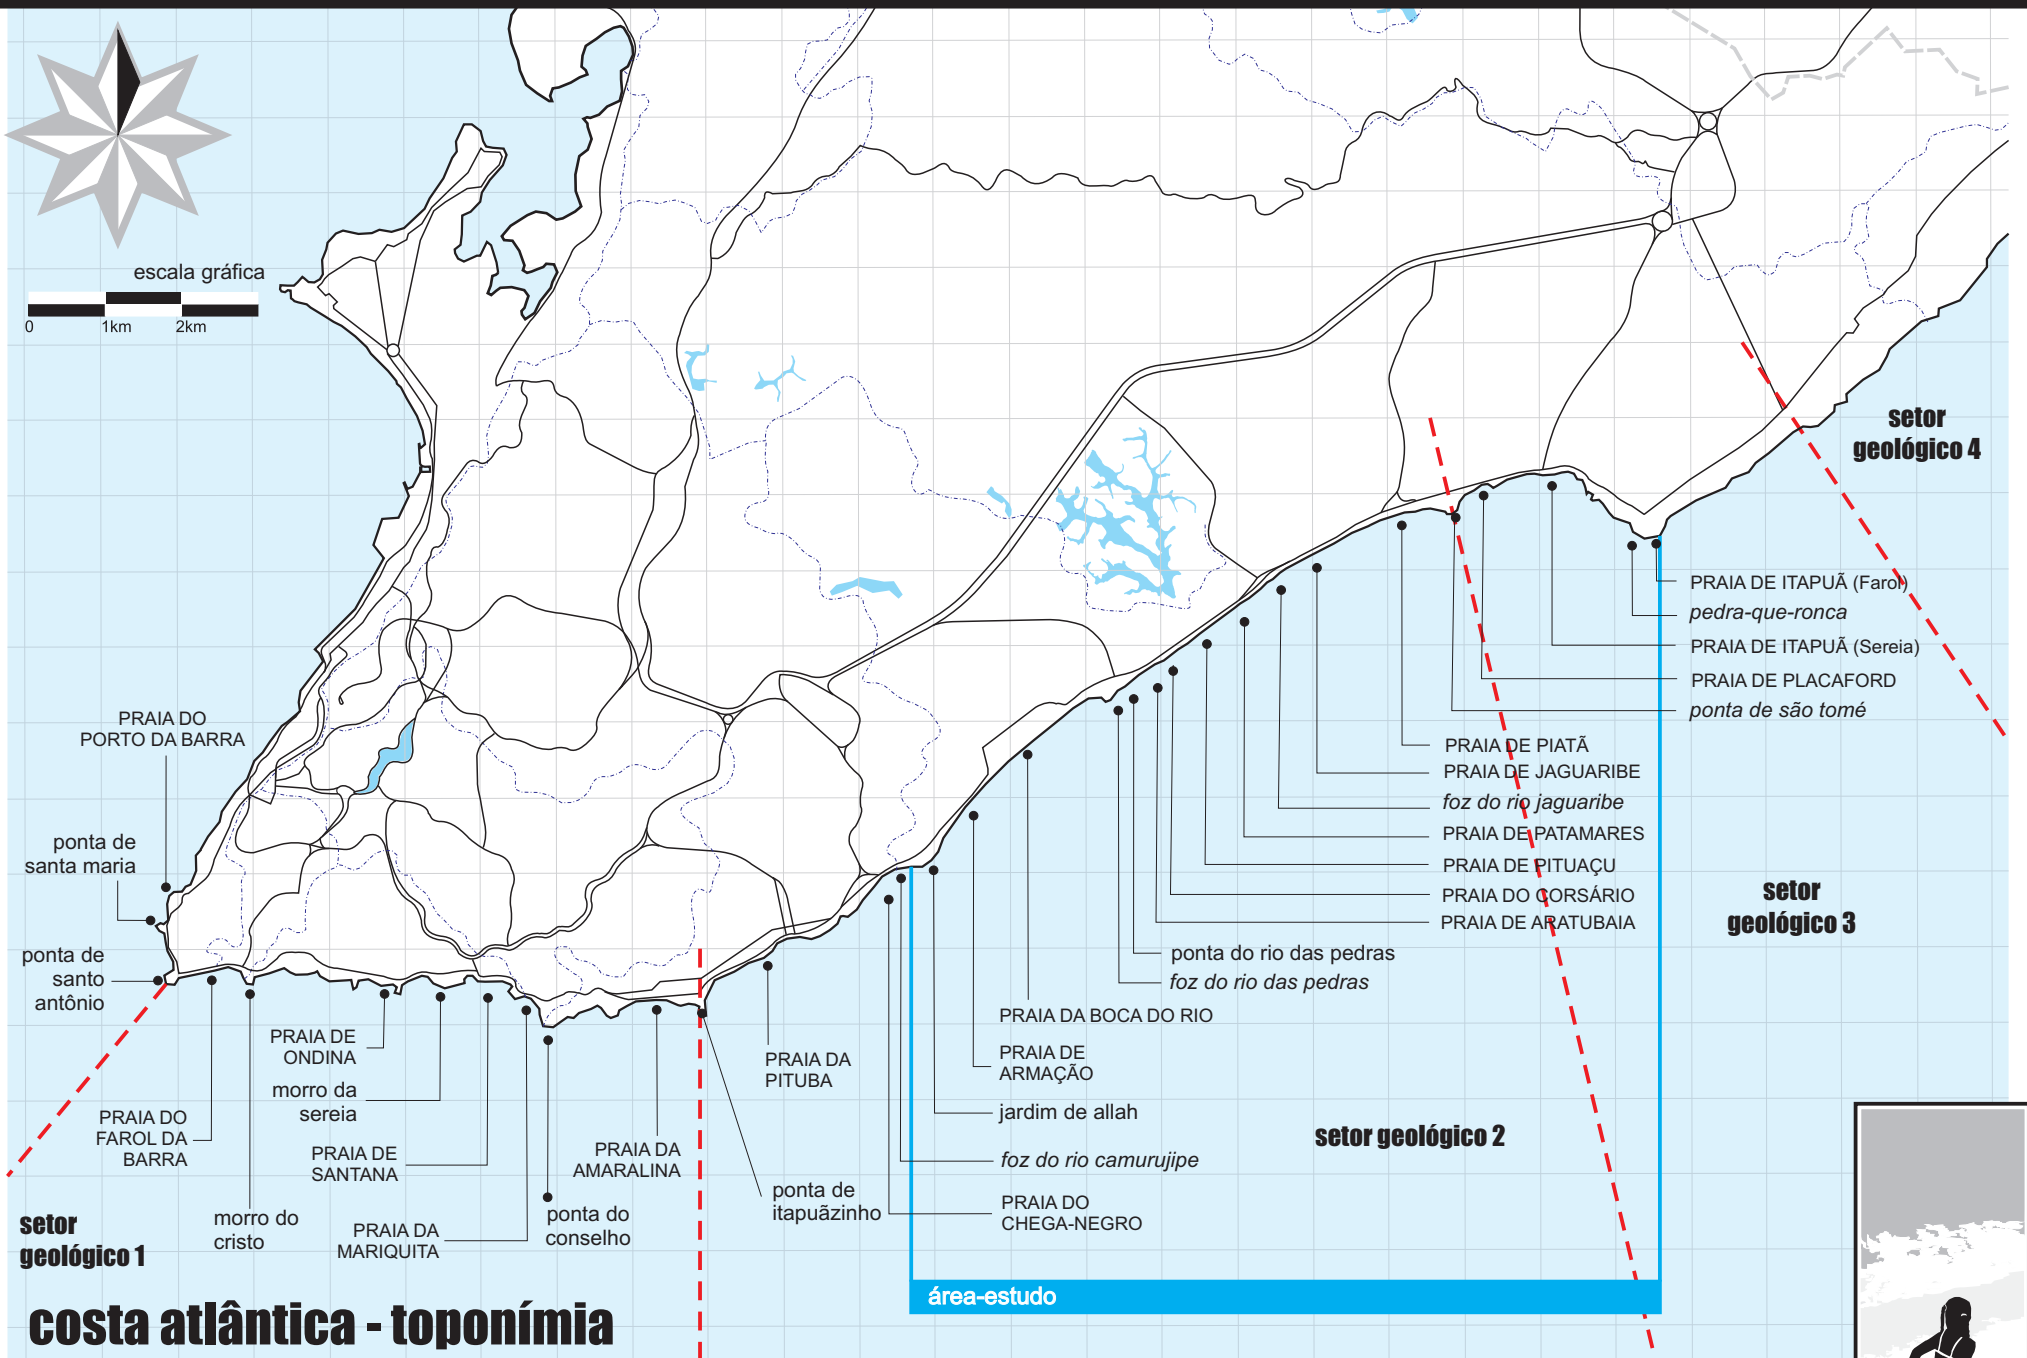 escala gráfica
0 1km 2km
setor
geológico 4
PRAIA DE ITAPUÃ (Farol)
pedra-que-ronca
PRAIA DE ITAPUÃ (Sereia)
PRAIA DE PLACAFORD
ponta de são tomé
PRAIA DE PIATÃ
PRAIA DE JAGUARIBE
foz do rio jaguaribe
PRAIA DE PATAMARES
PRAIA DE PITUAÇU
PRAIA DO CORSÁRIO
PRAIA DE ARATUBAIA
setor
geológico 3
ponta do rio das pedras
foz do rio das pedras
PRAIA DA BOCA DO RIO
PRAIA DE
ARMAÇÃO
jardim de allah
foz do rio camurujipe
PRAIA DO
CHEGA-NEGRO
setor geológico 2
área-estudo
PRAIA DO
PORTO DA BARRA
ponta de
santa maria
ponta de
santo
antônio
PRAIA DO
FAROL DA
BARRA
morro do
cristo
PRAIA DE
ONDINA
morro da
sereia
PRAIA DE
SANTANA
PRAIA DA
MARIQUITA
ponta do
conselho
PRAIA DA
AMARALINA
ponta de
itapuãzinho
PRAIA DA
PITUBA
setor
geológico 1
costa atlântica - toponímia